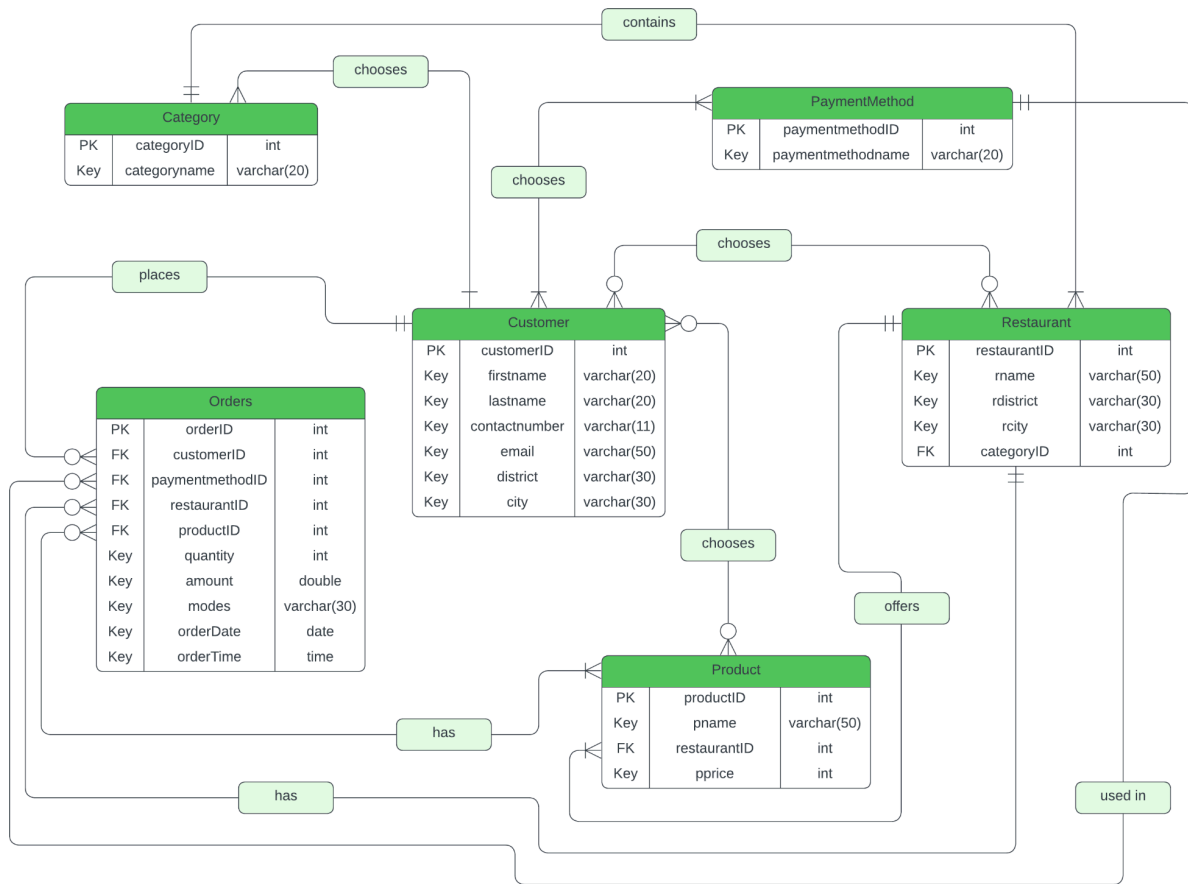 contains
chooses
Category
PK categoryID int
Key categoryname varchar(20)
PaymentMethod
PK paymentmethodID int
Key paymentmethodname varchar(20)
chooses
chooses
places
Customer
PK customerID int
Key firstname varchar(20)
Key lastname varchar(20)
Key contactnumber varchar(11)
Key email varchar(50)
Key district varchar(30)
Key city varchar(30)
Restaurant
PK restaurantID int
Key rname varchar(50)
Key rdistrict varchar(30)
Key rcity varchar(30)
FK categoryID int
Orders
PK orderID int
FK customerID int
FK paymentmethodID int
FK restaurantID int
FK productID int
Key quantity int
Key amount double
Key modes varchar(30)
Key orderDate date
Key orderTime time
chooses
offers
Product
PK productID int
Key pname varchar(50)
FK restaurantID int
Key pprice int
has
has
used in